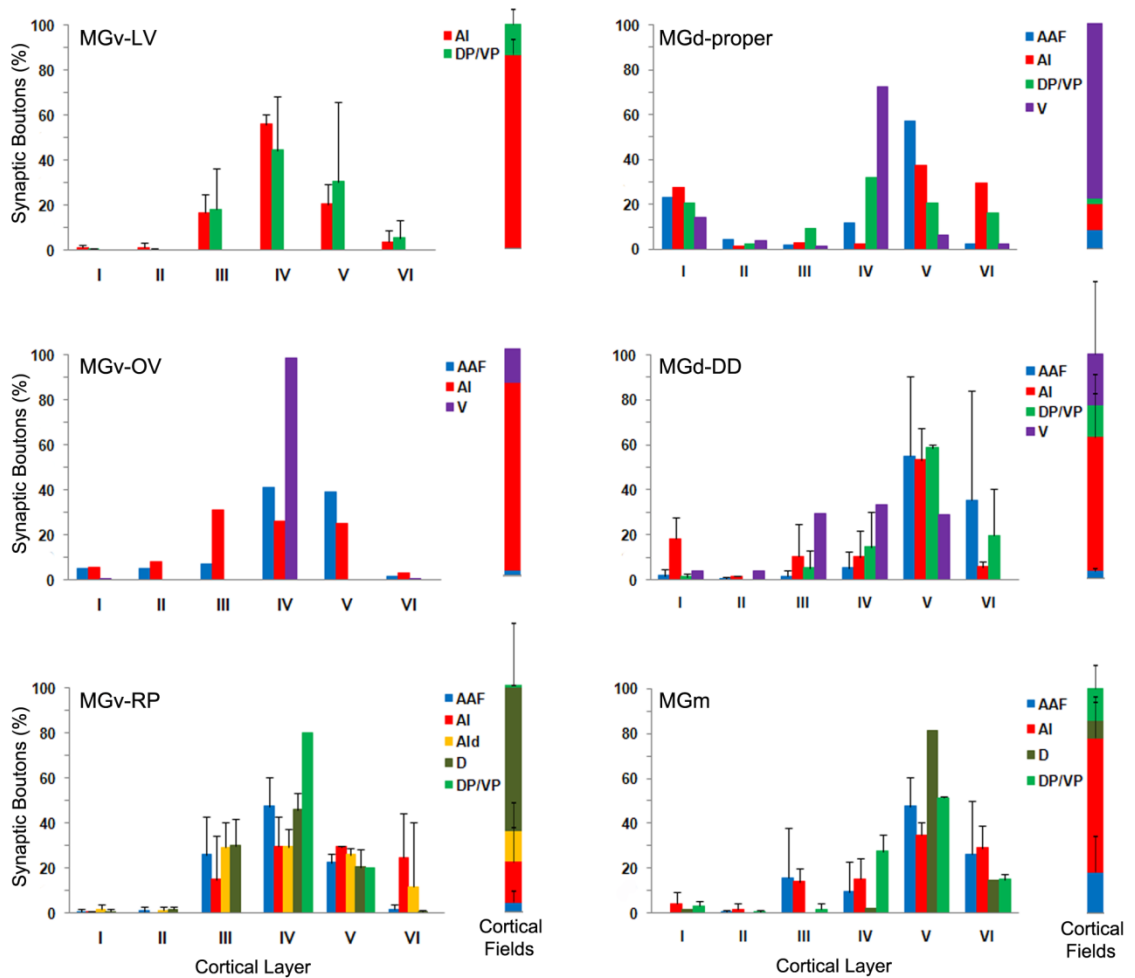 MGv-LV
AI
DP/VP
Synaptic Boutons (%)
100
80
60
40
20
0
I II III IV V VI
MGd-proper
AAF
AI
DP/VP
V
100
80
60
40
20
0
I II III IV V VI
MGv-OV
AAF
AI
V
Synaptic Boutons (%)
100
80
60
40
20
0
I II III IV V VI
MGd-DD
AAF
AI
DP/VP
V
100
80
60
40
20
0
I II III IV V VI
MGv-RP
AAF
AI
AId
D
DP/VP
Synaptic Boutons (%)
100
80
60
40
20
0
I II III IV V VI
Cortical Layer
Cortical
Fields
MGm
AAF
AI
D
DP/VP
100
80
60
40
20
0
I II III IV V VI
Cortical Layer
Cortical
Fields